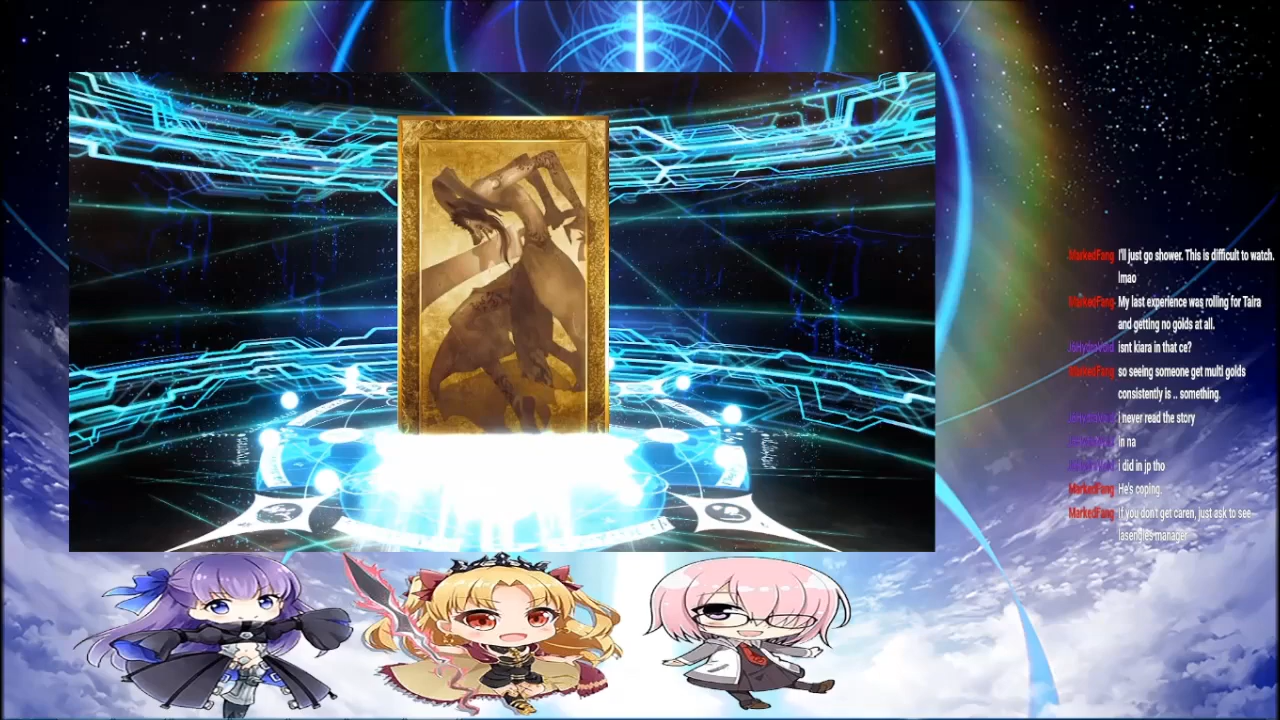 MarkedFang I'll just go shower. This is difficult to watch.
lmao
MarkedFang My last experience was rolling for Taira
and getting no golds at all.
isnt kiara in that ce?
MarkedFang so seeing someone get multi golds
consistently is .. something.
i never read the story
in na
i did in jp tho
MarkedFang He's coping.
MarkedFang if you don't get caren, just ask to see
lasengles manager